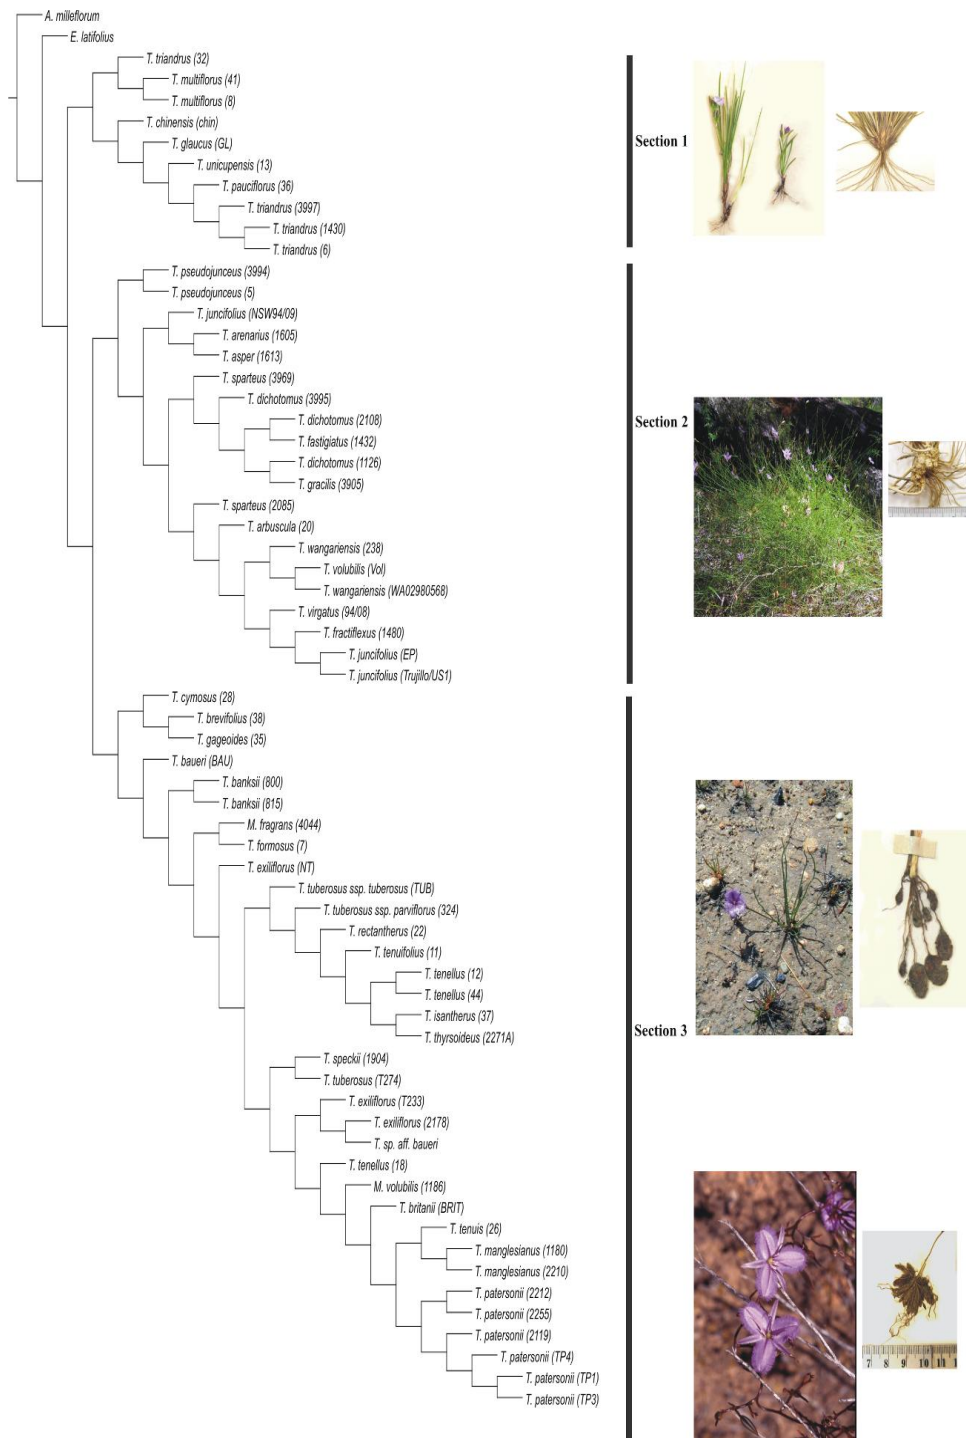 A. milleflorum
E. latifolius
T. triandrus (32)
T. multiflorus (41)
T. multiflorus (8)
T. chinensis (chin)
T. glaucus (GL)
T. unicupensis (13)
T. pauciflorus (36)
T. triandrus (3997)
T. triandrus (1430)
T. triandrus (6)
Section 1
T. pseudojunceus (3994)
T. pseudojunceus (5)
T. juncifolius (NSW94/09)
T. arenarius (1605)
T. asper (1613)
T. sparteus (3969)
T. dichotomus (3995)
T. dichotomus (2108)
T. fastigiatus (1432)
T. dichotomus (1126)
T. gracilis (3905)
T. sparteus (2085)
T. arbuscula (20)
T. wangariensis (238)
T. volubilis (Vol)
T. wangariensis (WA02980568)
T. virgatus (94/08)
T. fractiflexus (1480)
T. juncifolius (EP)
T. juncifolius (Trujillo/US1)
Section 2
T. cymosus (28)
T. brevifolius (38)
T. gageoides (35)
T. baueri (BAU)
T. banksii (800)
T. banksii (815)
M. fragrans (4044)
T. formosus (7)
T. exiliflorus (NT)
T. tuberosus ssp. tuberosus (TUB)
T. tuberosus ssp. parviflorus (324)
T. rectantherus (22)
T. tenuifolius (11)
T. tenellus (12)
T. tenellus (44)
T. isantherus (37)
T. thyrsoideus (2271A)
T. speckii (1904)
T. tuberosus (T274)
T. exiliflorus (T233)
T. exiliflorus (2178)
T. sp. aff. baueri
T. tenellus (18)
M. volubilis (1186)
T. britanii (BRIT)
T. tenuis (26)
T. manglesianus (1180)
T. manglesianus (2210)
T. patersonii (2212)
T. patersonii (2255)
T. patersonii (2119)
T. patersonii (TP4)
T. patersonii (TP1)
T. patersonii (TP3)
Section 3
7 8 9 10 11 1